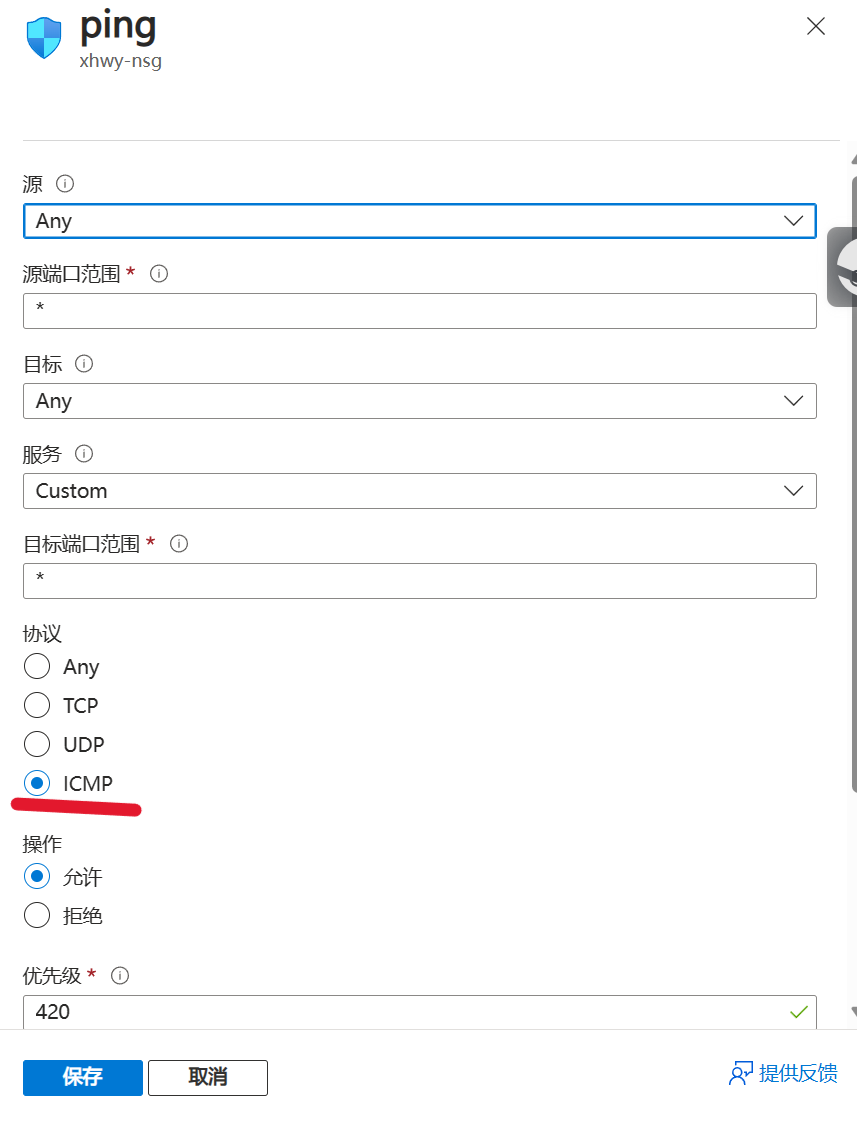 ping
xhwy-nsg
源
Any
源端口范围 *
*
目标
Any
服务
Custom
目标端口范围 *
*
协议
Any
TCP
UDP
ICMP
操作
允许
拒绝
优先级 *
420
保存 取消 提供反馈